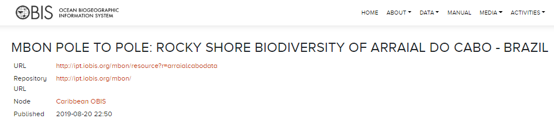 OBIS OCEAN BIOGEOGRAPHIC
INFORMATION SYSTEM
HOME ABOUT DATA MANUAL MEDIA ACTIVITIES
MBON POLE TO POLE: ROCKY SHORE BIODIVERSITY OF ARRAIAL DO CABO - BRAZIL
URL http://ipt.iobis.org/mbon/resource?r=arraialcabodata
Repository http://ipt.iobis.org/mbon/
URL
Node Caribbean OBIS
Published 2019-08-20 22:50